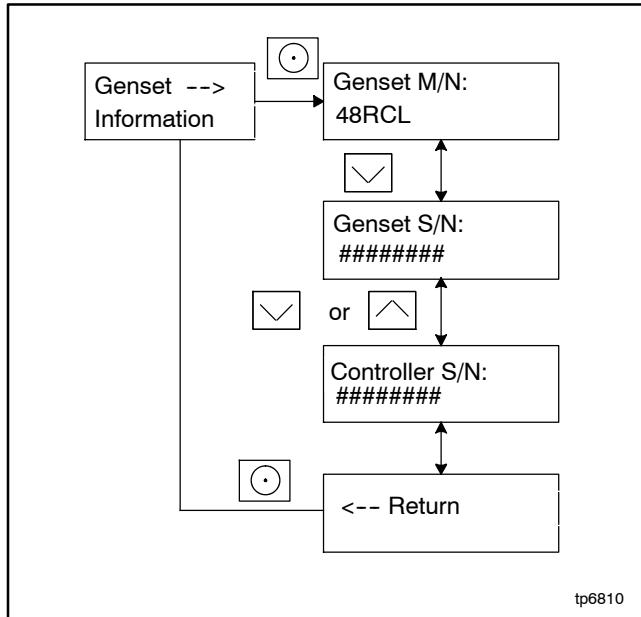 Genset -->
Information
Genset M/N:
48RCL
Genset S/N:
########
or
Controller S/N:
########
<-- Return
tp6810